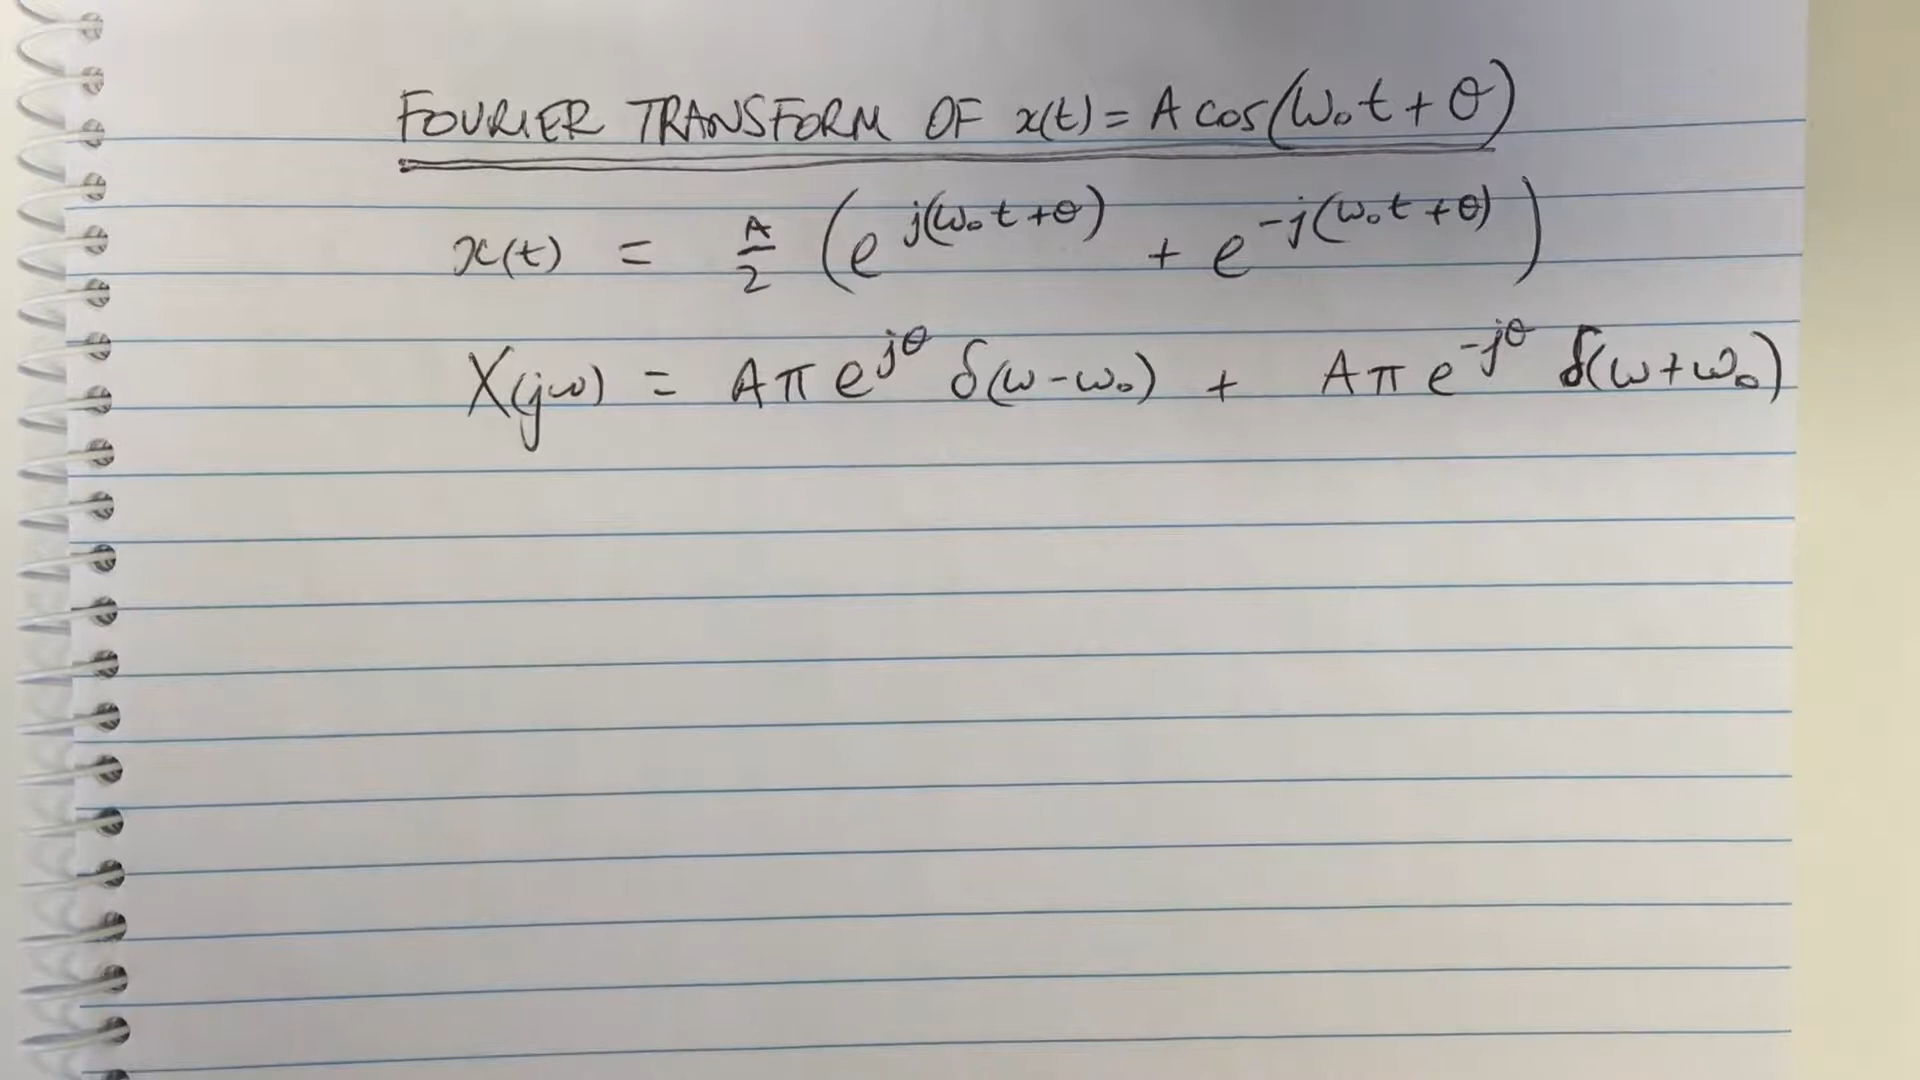 FOURIER TRANSFORM OF x(t) = A cos(ω₀t + θ)
x(t) = A/2 (e^{j(ω₀t+θ)} + e^{-j(ω₀t+θ)})
X(jω) = Aπ e^{jθ} δ(ω-ω₀) + Aπ e^{-jθ} δ(ω+ω₀)